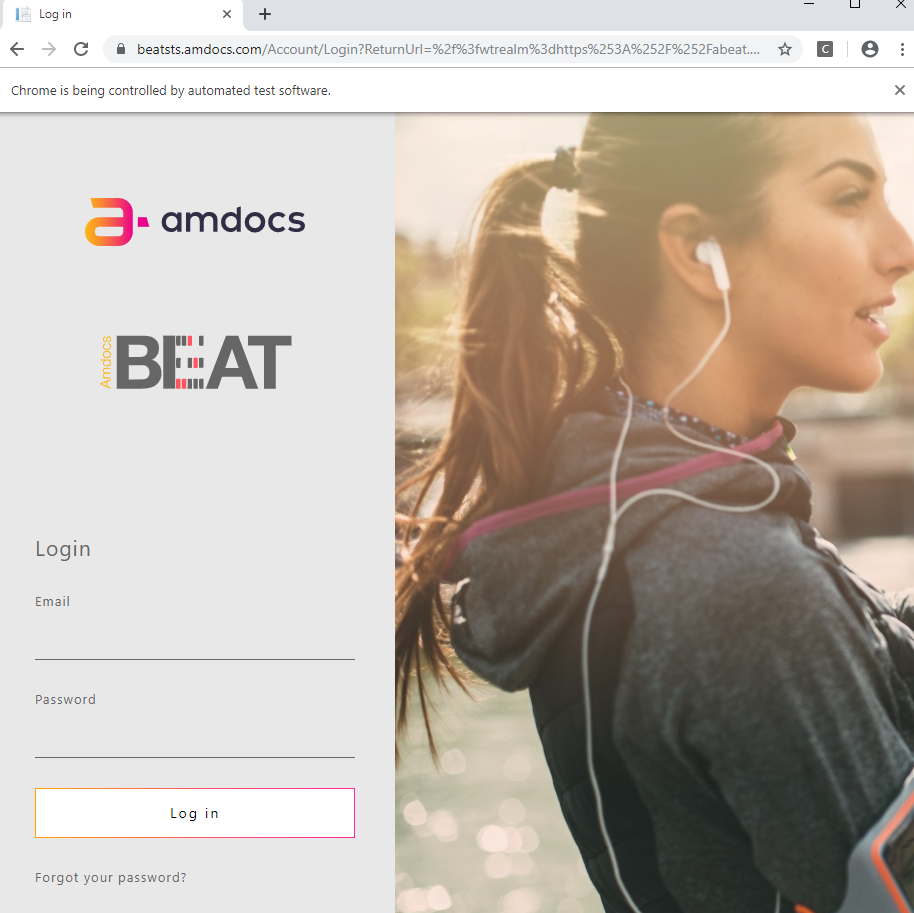 Log in
beatsts.amdocs.com/Account/Login?ReturnUrl=%2f%3fwtrealm%3dhttps%253A%252F%252Fabeat....
C
Chrome is being controlled by automated test software.
amdocs
Amdocs
BEAT
Login
Email
Password
Log in
Forgot your password?